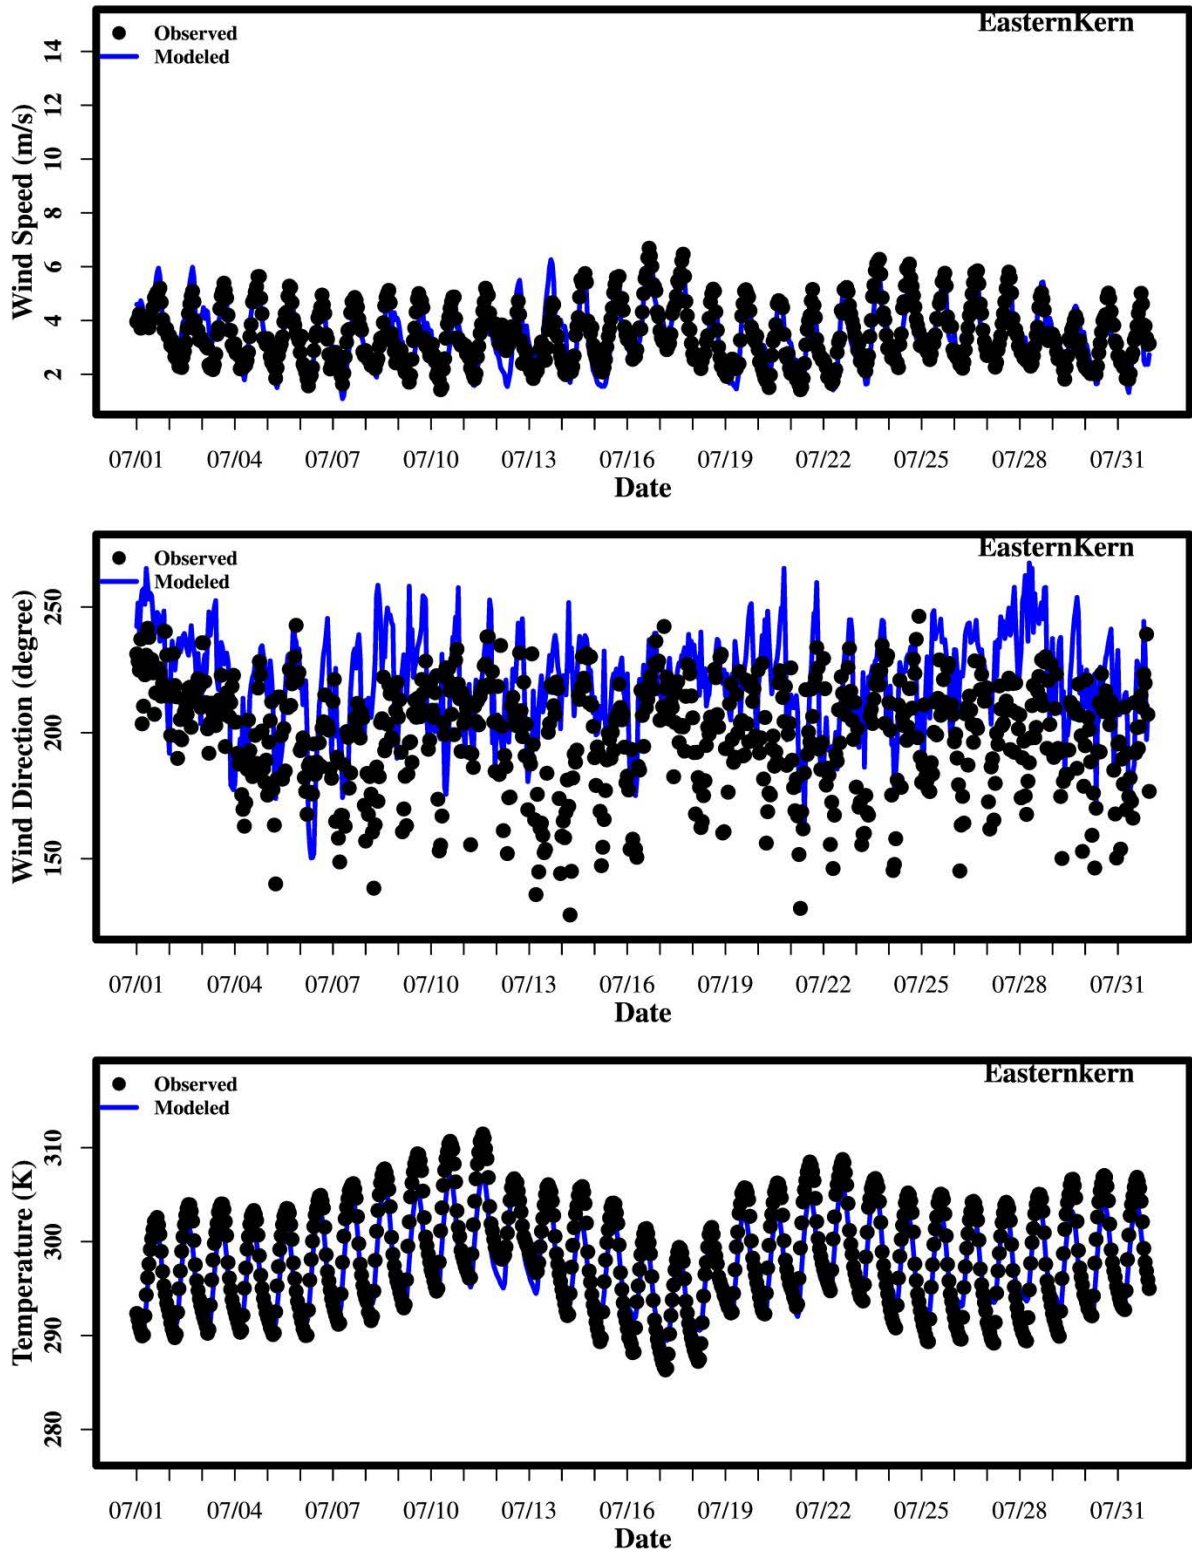 EasternKern
Observed
Modeled
Wind Speed (m/s)
14
12
10
8
6
4
2
07/01 07/04 07/07 07/10 07/13 07/16 07/19 07/22 07/25 07/28 07/31
Date
EasternKern
Observed
Modeled
Wind Direction (degree)
250
200
150
07/01 07/04 07/07 07/10 07/13 07/16 07/19 07/22 07/25 07/28 07/31
Date
Easternkern
Observed
Modeled
Temperature (K)
310
300
290
280
07/01 07/04 07/07 07/10 07/13 07/16 07/19 07/22 07/25 07/28 07/31
Date